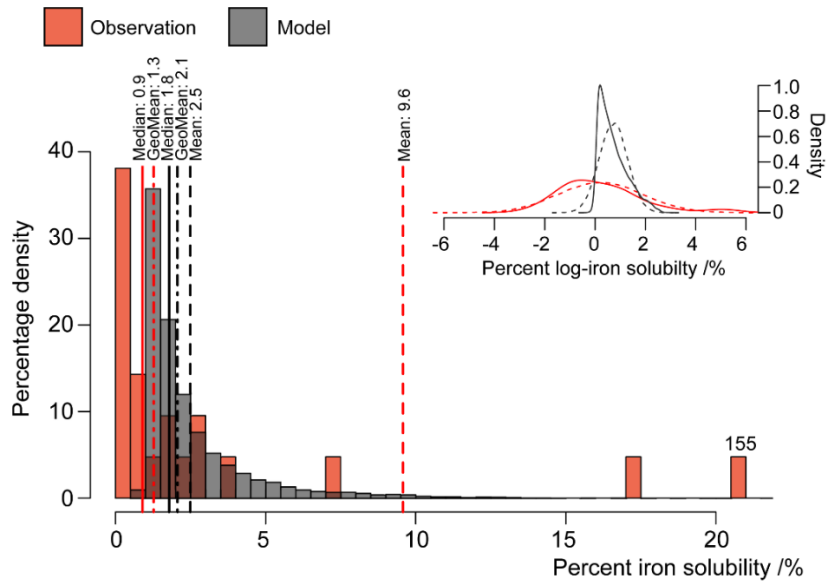 Observation
Model
Median: 0.9
GeoMean: 1.3
Median: 1.8
GeoMean: 2.1
Mean: 2.5
Mean: 9.6
1.0
0.8
0.6
0.4
0.2
0
Density
-6 -4 -2 0 2 4 6
Percent log-iron solubilty /%
40
30
20
10
0
Percentage density
155
0 5 10 15 20
Percent iron solubility /%